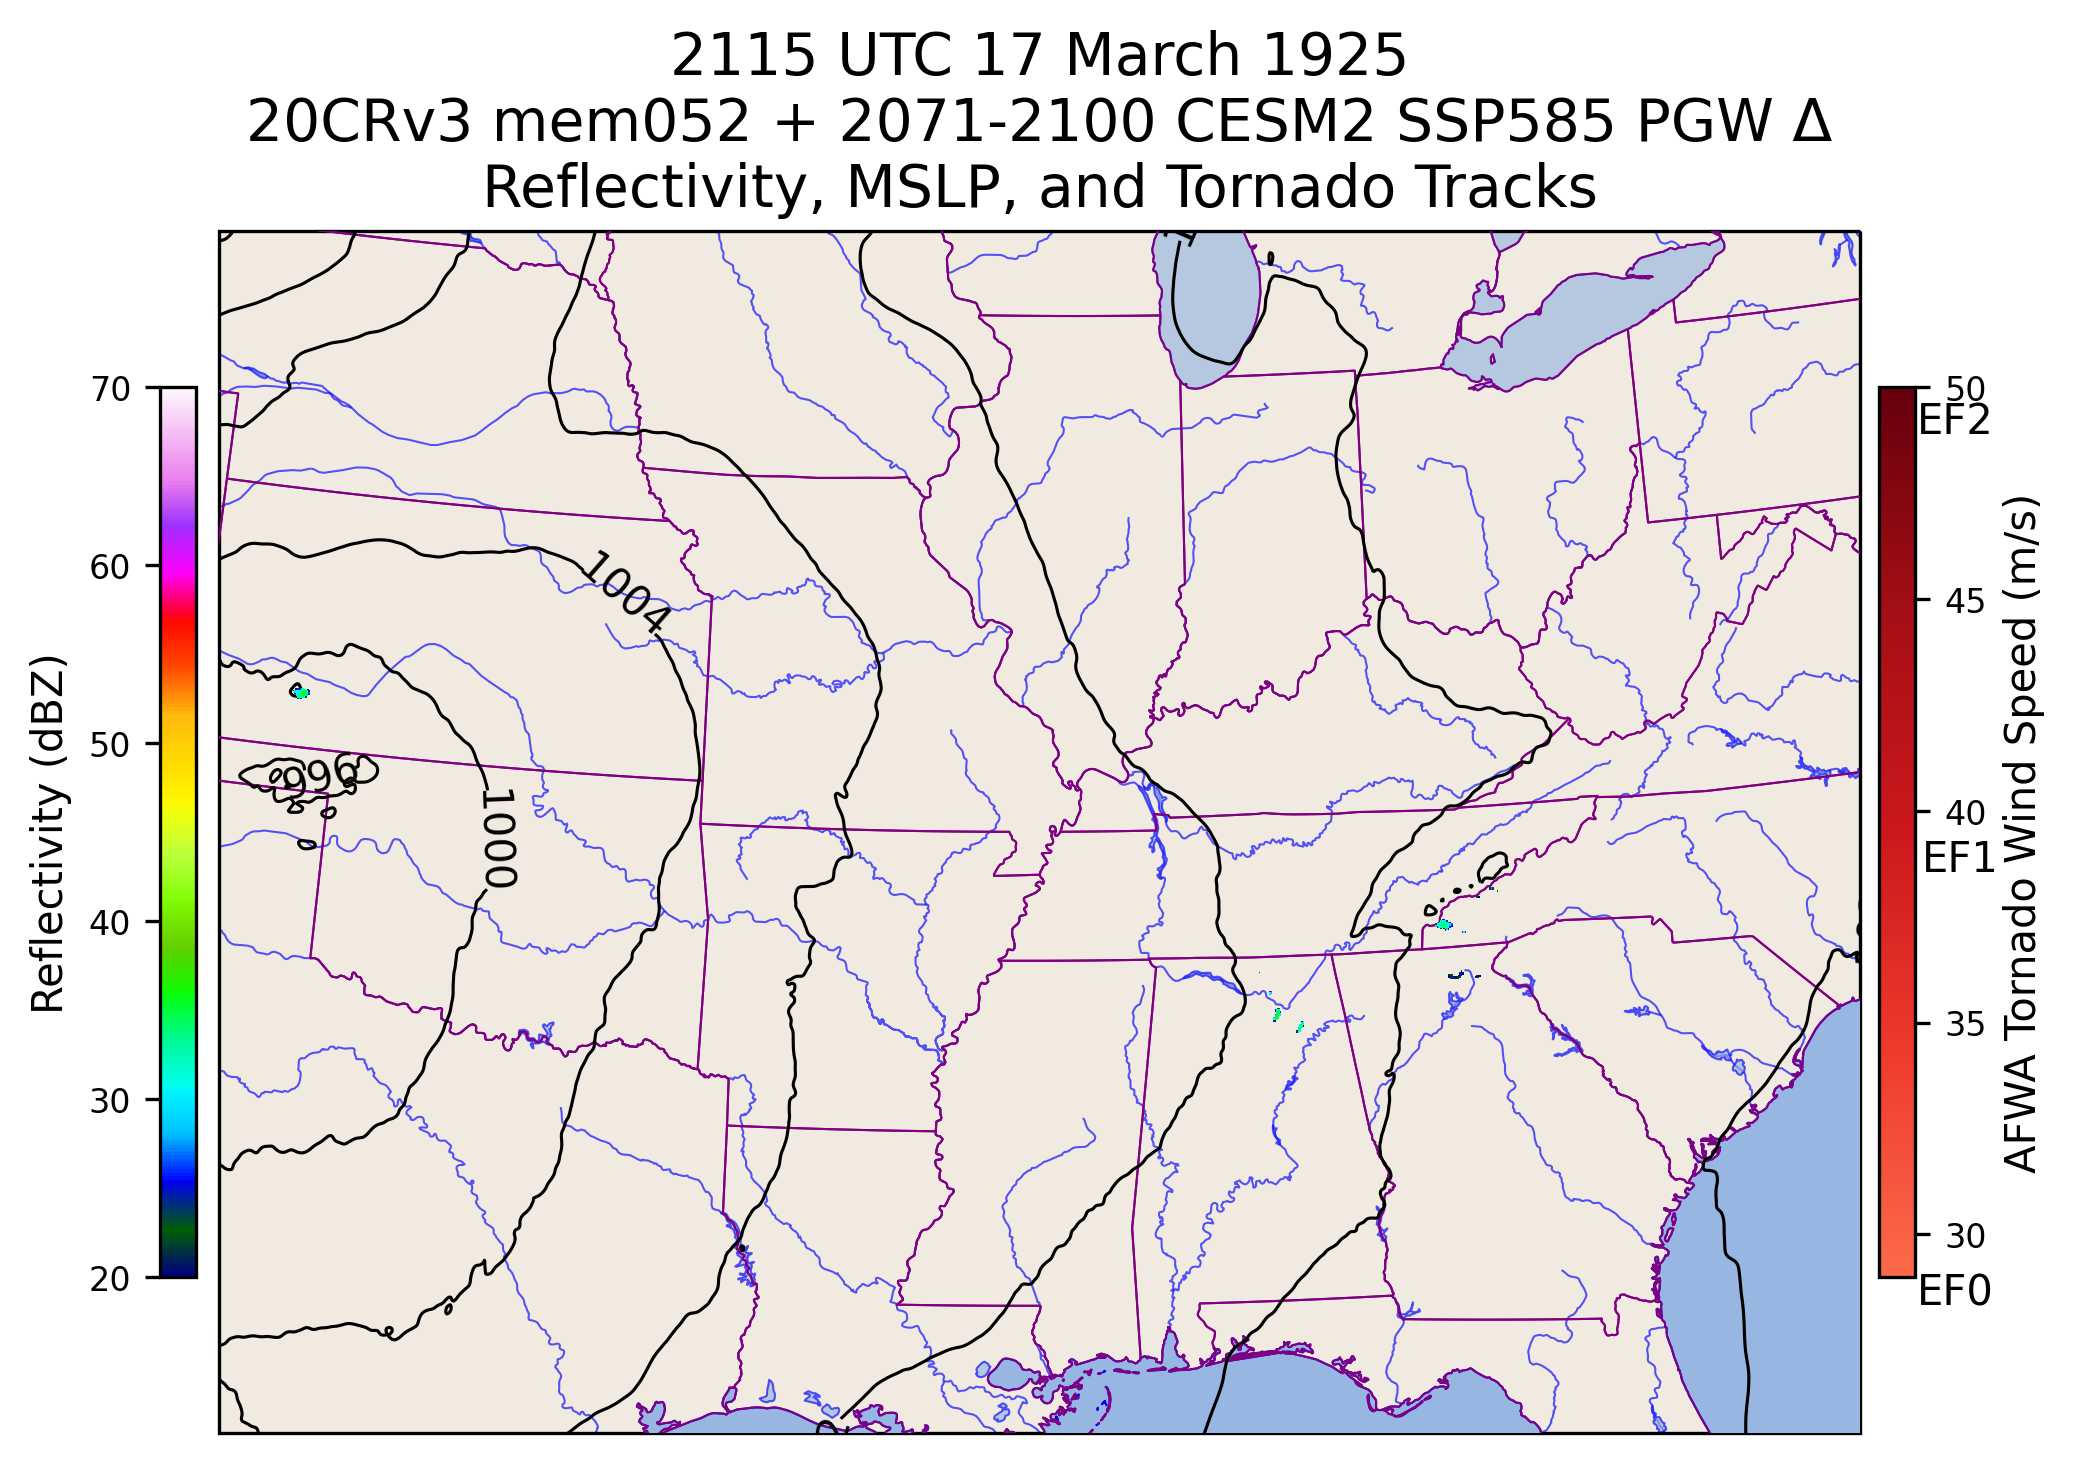 2115 UTC 17 March 1925
20CRv3 mem052 + 2071-2100 CESM2 SSP585 PGW Δ
Reflectivity, MSLP, and Tornado Tracks
70
60
50
40
30
20
Reflectivity (dBZ)
1004
996
1000
50
EF2
45
40
EF1
35
30
EF0
AFWA Tornado Wind Speed (m/s)